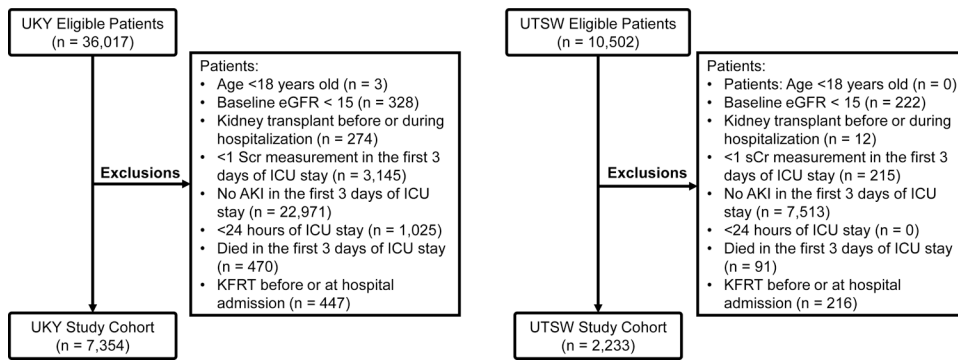 UKY Eligible Patients
(n = 36,017)
Patients:
• Age <18 years old (n = 3)
• Baseline eGFR < 15 (n = 328)
• Kidney transplant before or during
hospitalization (n = 274)
• <1 Scr measurement in the first 3
days of ICU stay (n = 3,145)
• No AKI in the first 3 days of ICU
stay (n = 22,971)
• <24 hours of ICU stay (n = 1,025)
• Died in the first 3 days of ICU stay
(n = 470)
• KFRT before or at hospital
admission (n = 447)
Exclusions
UKY Study Cohort
(n = 7,354)
UTSW Eligible Patients
(n = 10,502)
Patients:
• Patients: Age <18 years old (n = 0)
• Baseline eGFR < 15 (n = 222)
• Kidney transplant before or during
hospitalization (n = 12)
• <1 sCr measurement in the first 3
days of ICU stay (n = 215)
• No AKI in the first 3 days of ICU
stay (n = 7,513)
• <24 hours of ICU stay (n = 0)
• Died in the first 3 days of ICU stay
(n = 91)
• KFRT before or at hospital
admission (n = 216)
Exclusions
UTSW Study Cohort
(n = 2,233)